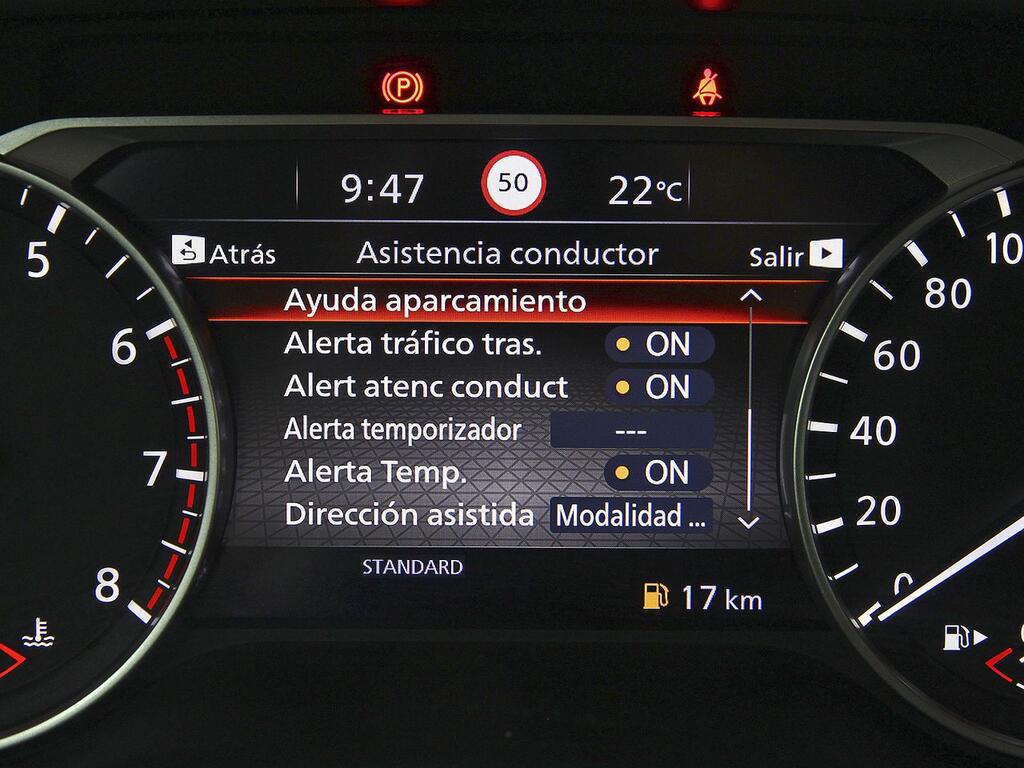 P
9:47
50
22°C
Atrás
Asistencia conductor
Salir
Ayuda aparcamiento
Alerta tráfico tras. ON
Alert atenc conduct ON
Alerta temporizador ---
Alerta Temp. ON
Dirección asistida Modalidad ...
STANDARD
17 km
5
6
7
8
80
60
40
20
0